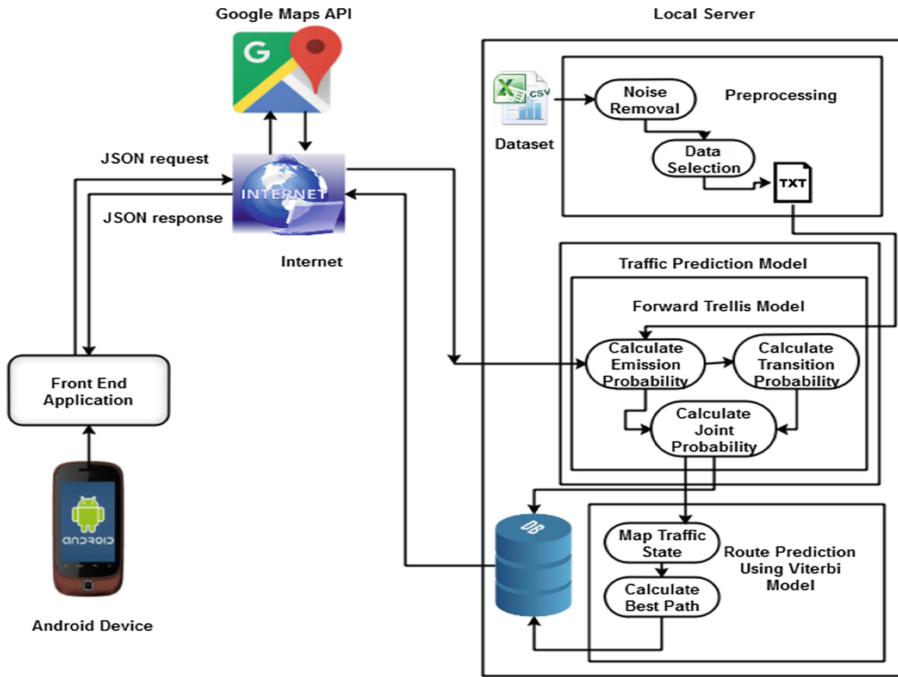 Google Maps API
Local Server
G
X
CSV
Dataset
Noise
Removal
Preprocessing
Data
Selection
TXT
JSON request
INTERNET
JSON response
Internet
Traffic Prediction Model
Forward Trellis Model
Calculate
Emission
Probability
Calculate
Transition
Probability
Calculate
Joint
Probability
Front End
Application
DB
Map Traffic
State
Route Prediction
Using Viterbi
Model
Calculate
Best Path
ANDROID
Android Device